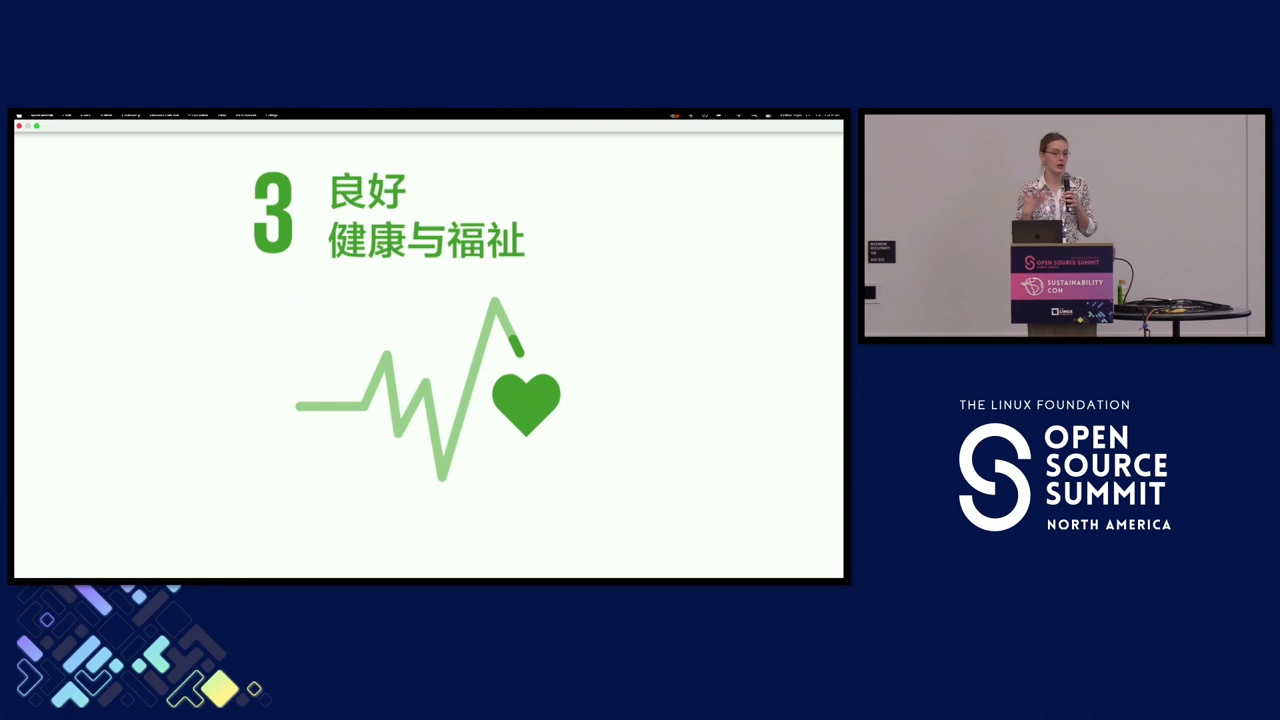 3
良好
健康与福祉
OPEN SOURCE SUMMIT
SUSTAINABILITY
CON
LINUX
THE LINUX FOUNDATION
OPEN
SOURCE
SUMMIT
NORTH AMERICA